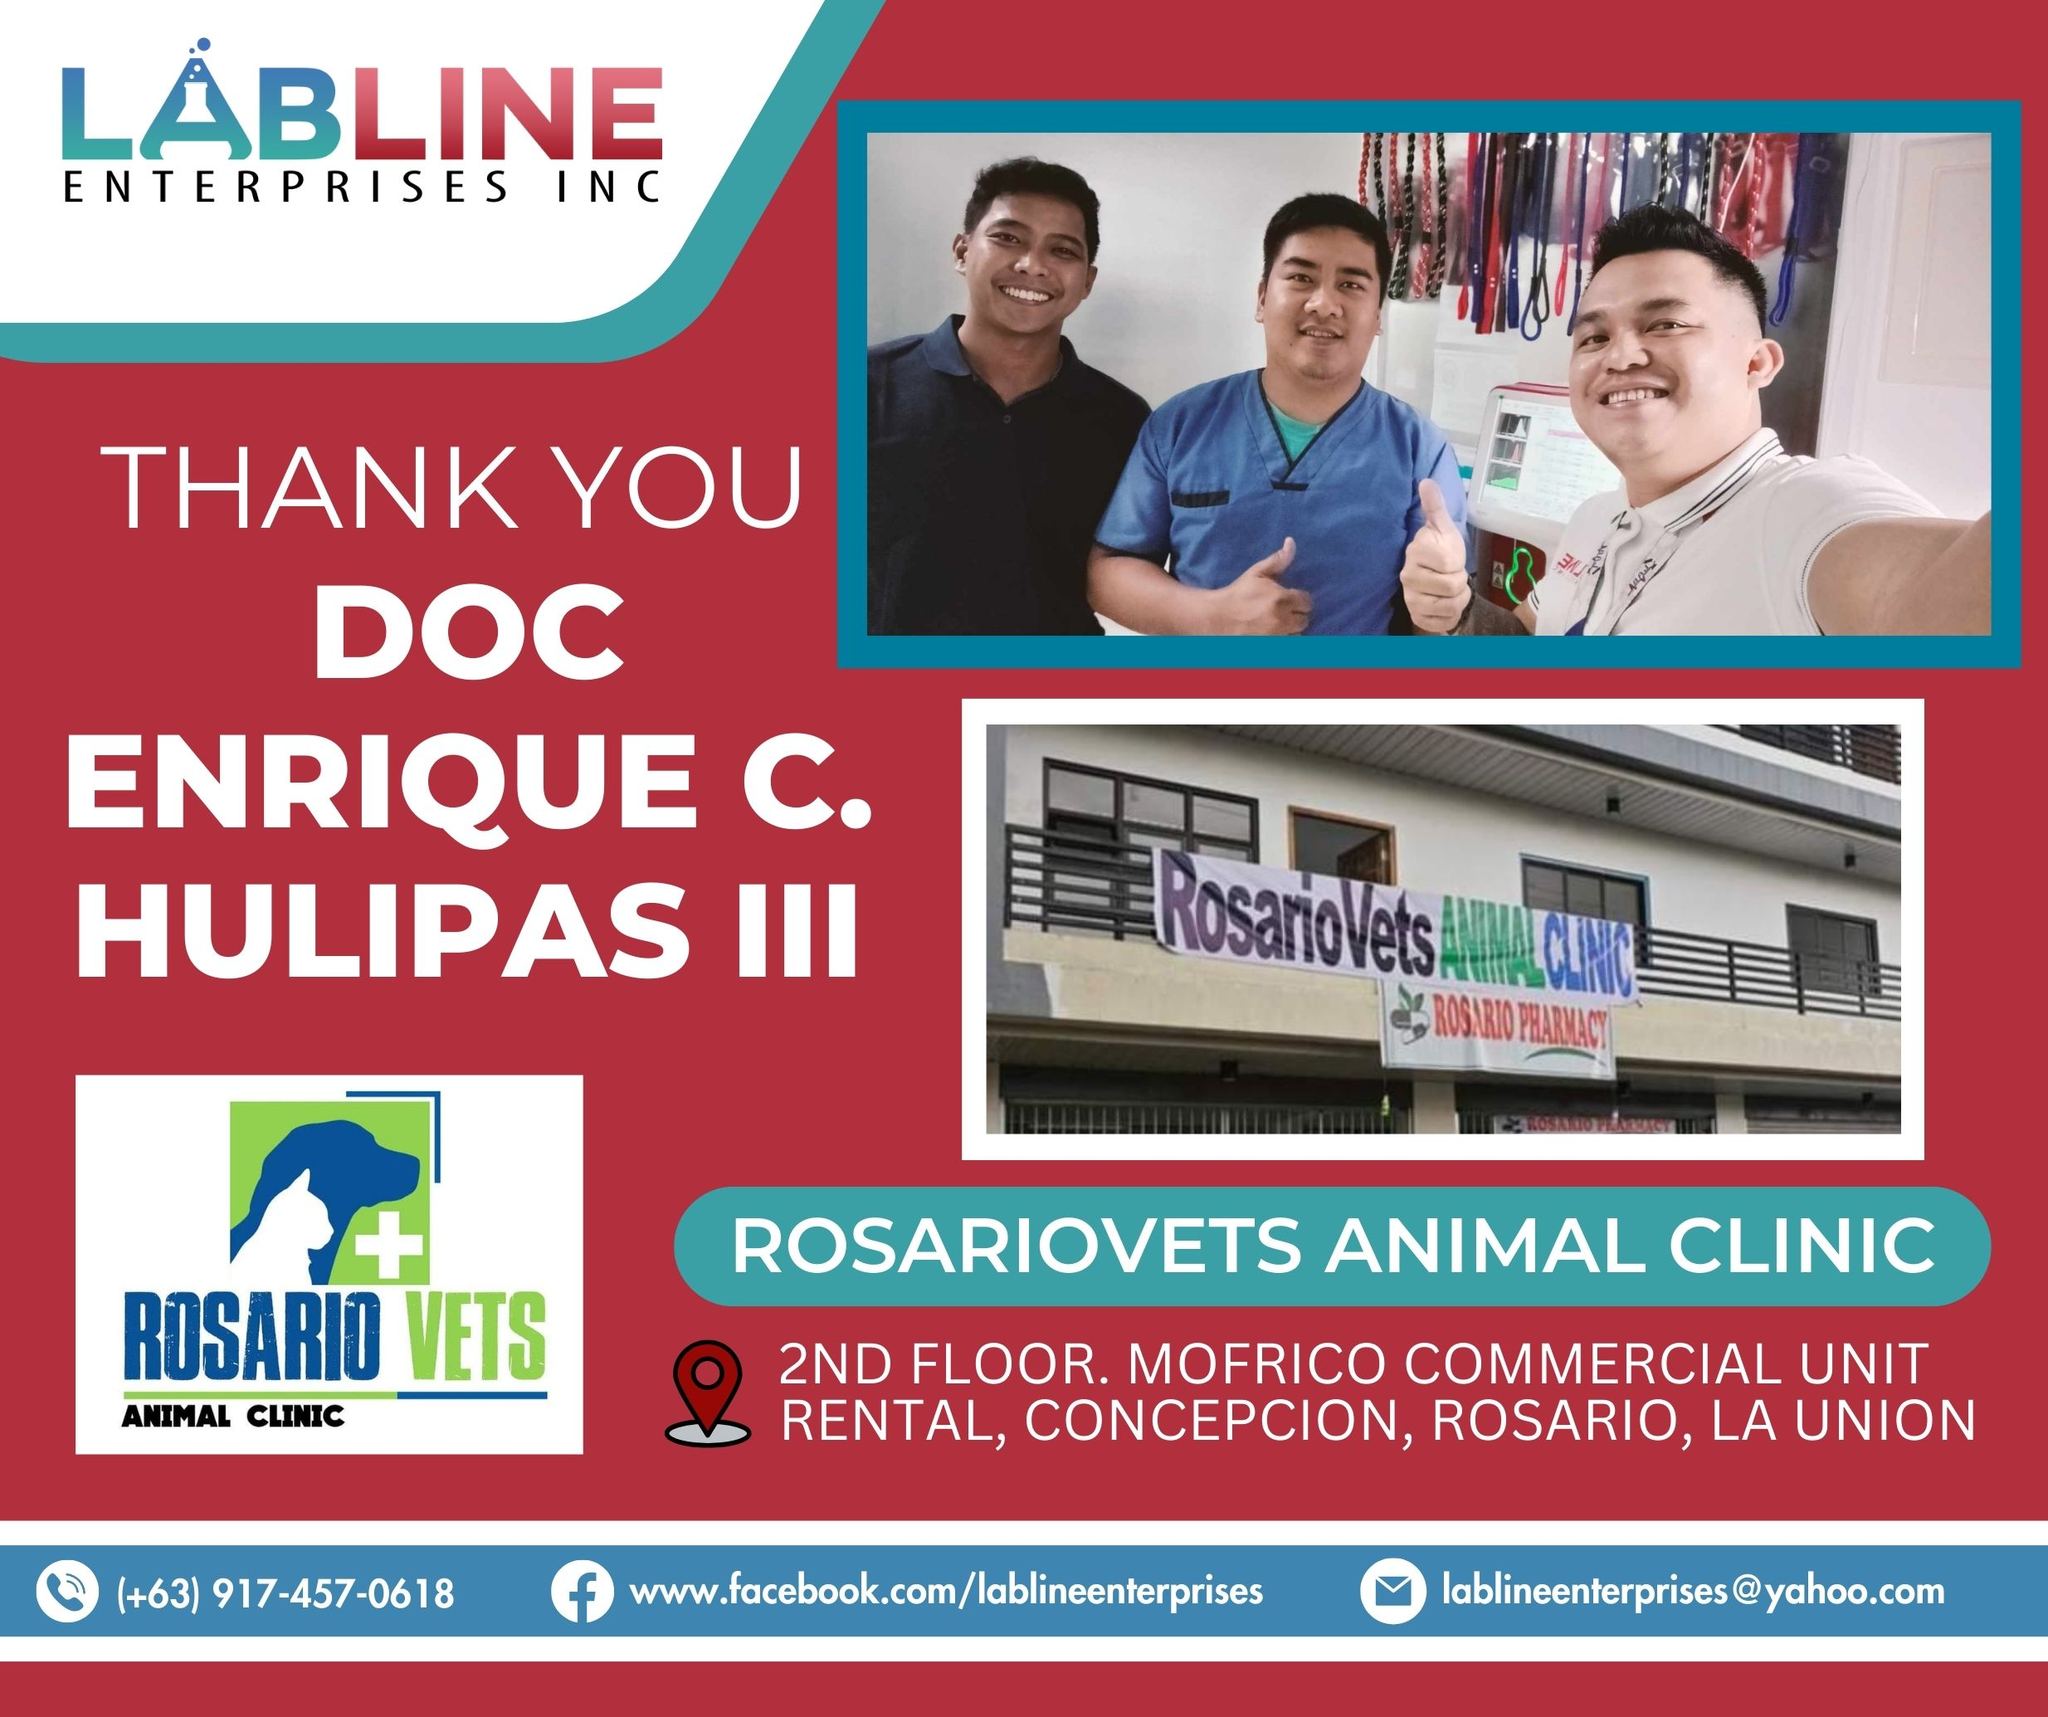 LABLINE
ENTERPRISES INC
THANK YOU
DOC
ENRIQUE C.
HULIPAS III
RosarioVets ANIMAL CLINIC
ROSARIO PHARMACY
ROSARIO PHARMACY
ROSARIO VETS
ANIMAL CLINIC
ROSARIOVETS ANIMAL CLINIC
2ND FLOOR. MOFRICO COMMERCIAL UNIT
RENTAL, CONCEPCION, ROSARIO, LA UNION
(+63) 917-457-0618
www.facebook.com/lablineenterprises
lablineenterprises@yahoo.com